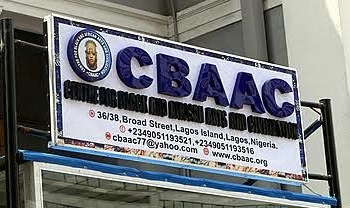 CBAAC
CENTRE FOR BLACK AND AFRICAN ARTS AND CIVILIZATION
36/38, Broad Street, Lagos Island, Lagos, Nigeria.
+2349051193521, +2349051193516
cbaac77@yahoo.com www.cbaac.org